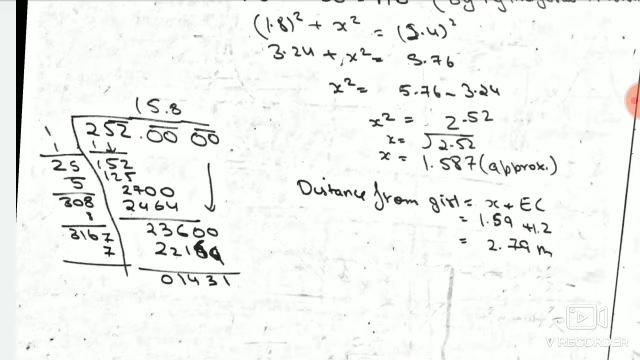 (1.8)² + x² = (2.4)²
3.24 + x² = 5.76
x² = 5.76 - 3.24
x² = 2.52
x = √2.52
x = 1.587 (approx.)
Distance from girl = x + EC
= 1.59 + 1.2
= 2.79 m
15.8
1 252.00 00
1 1↓
25 152
5 125
308 2700
8 2464
3167 23600
7 221
01431
V RECORDER